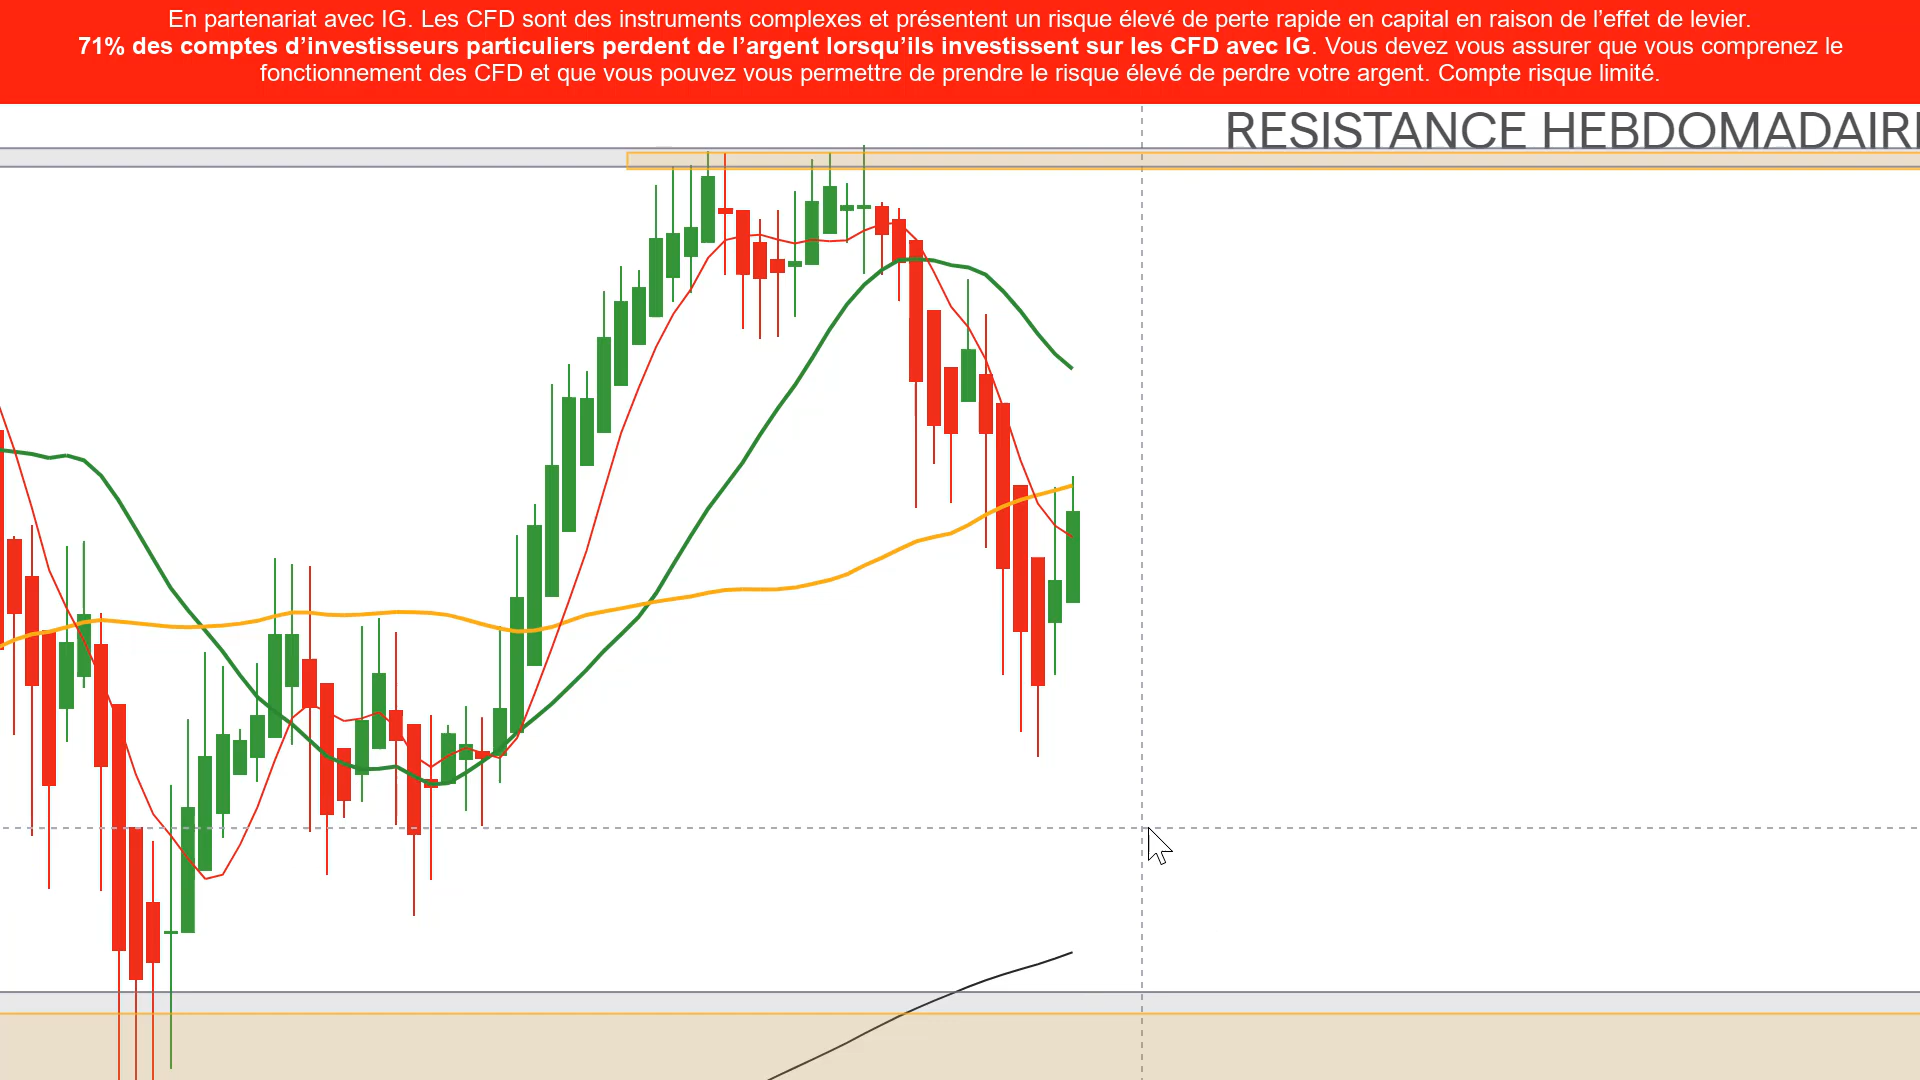 En partenariat avec IG. Les CFD sont des instruments complexes et présentent un risque élevé de perte rapide en capital en raison de l’effet de levier.
71% des comptes d’investisseurs particuliers perdent de l’argent lorsqu’ils investissent sur les CFD avec IG. Vous devez vous assurer que vous comprenez le
fonctionnement des CFD et que vous pouvez vous permettre de prendre le risque élevé de perdre votre argent. Compte risque limité.
RESISTANCE HEBDOMADAIR